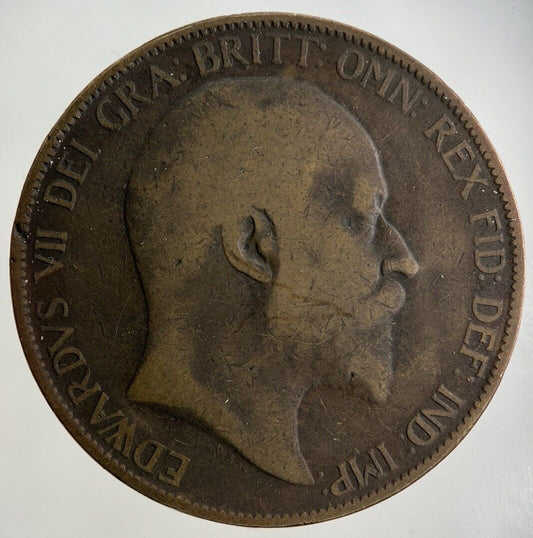 EDWARDVS VII DEI GRA: BRITT: OMN: REX FID: DEF: IND: IMP: